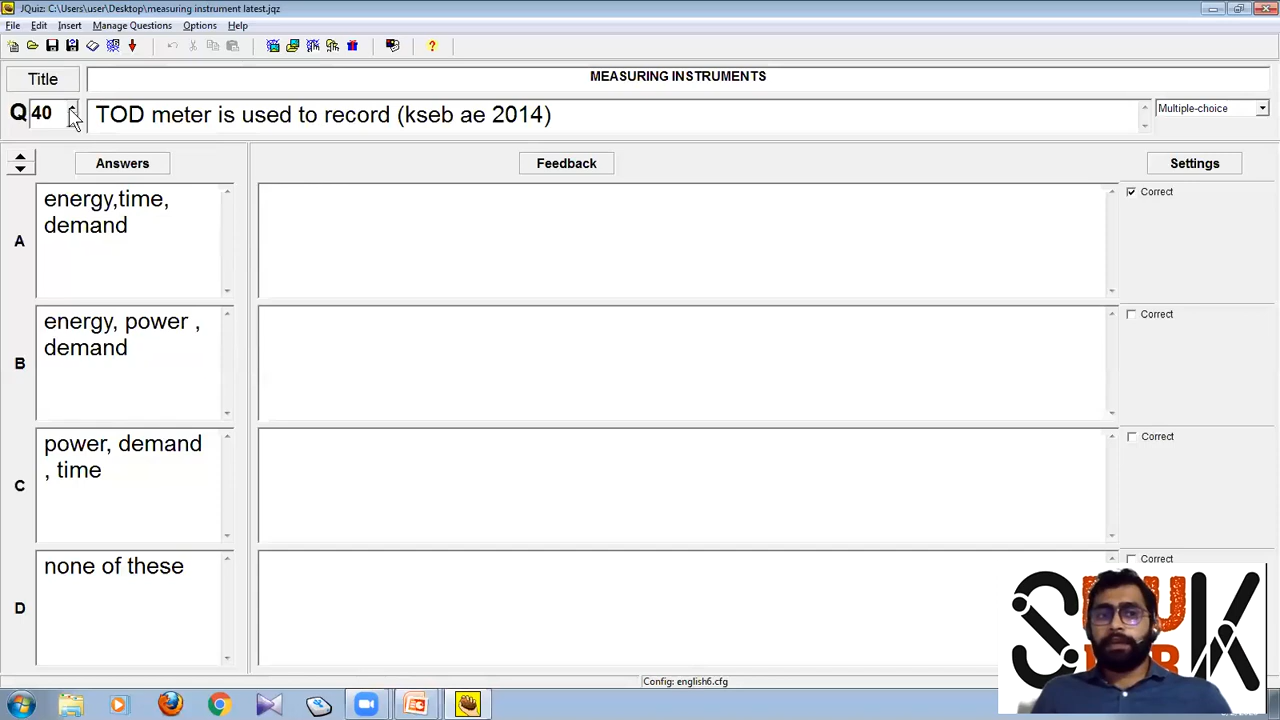 JQuiz: C:\Users\user\Desktop\measuring instrument latest.jqz
File Edit Insert Manage Questions Options Help
Title
MEASURING INSTRUMENTS
Q 40
TOD meter is used to record (kseb ae 2014)
Multiple-choice
Answers
Feedback
Settings
A
energy,time,
demand
Correct
B
energy, power ,
demand
Correct
C
power, demand
, time
Correct
D
none of these
Correct
Config: english6.cfg